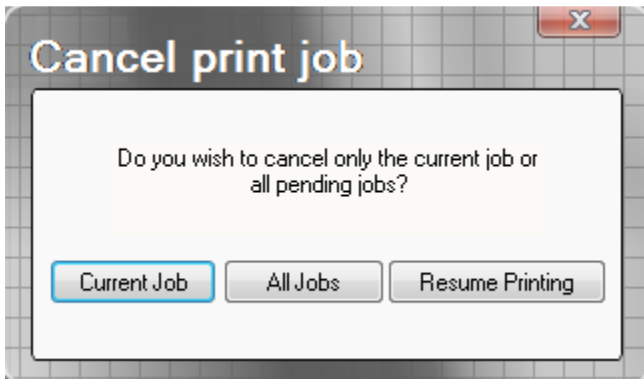 Cancel print job
Do you wish to cancel only the current job or
all pending jobs?
Current Job All Jobs Resume Printing